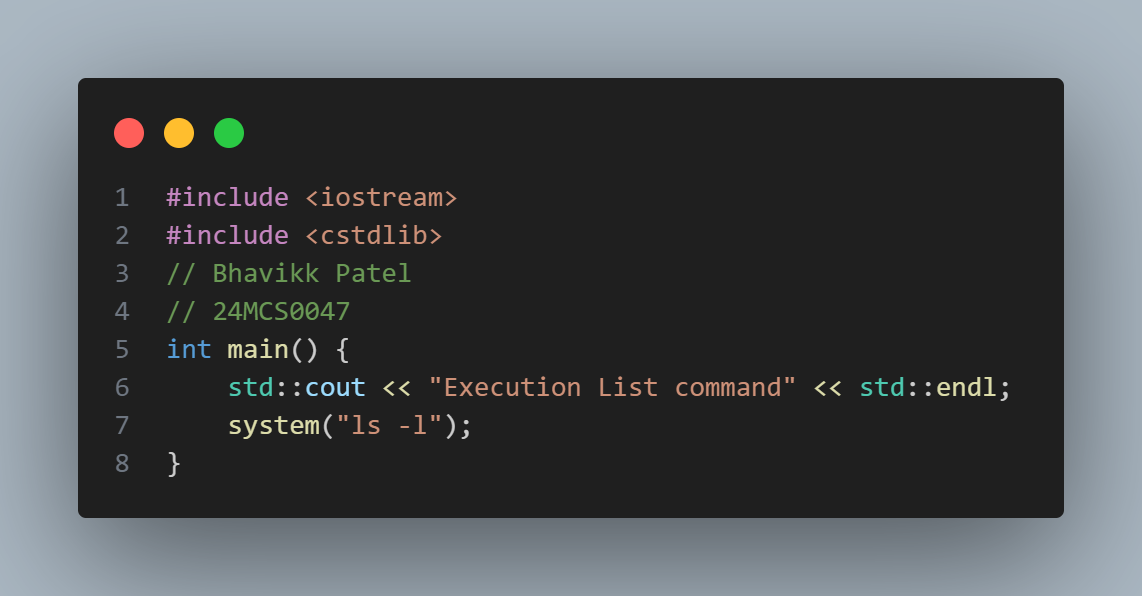 1 #include <iostream>
2 #include <cstdlib>
3 // Bhavikk Patel
4 // 24MCS0047
5 int main() {
6     std::cout << "Execution List command" << std::endl;
7     system("ls -l");
8 }